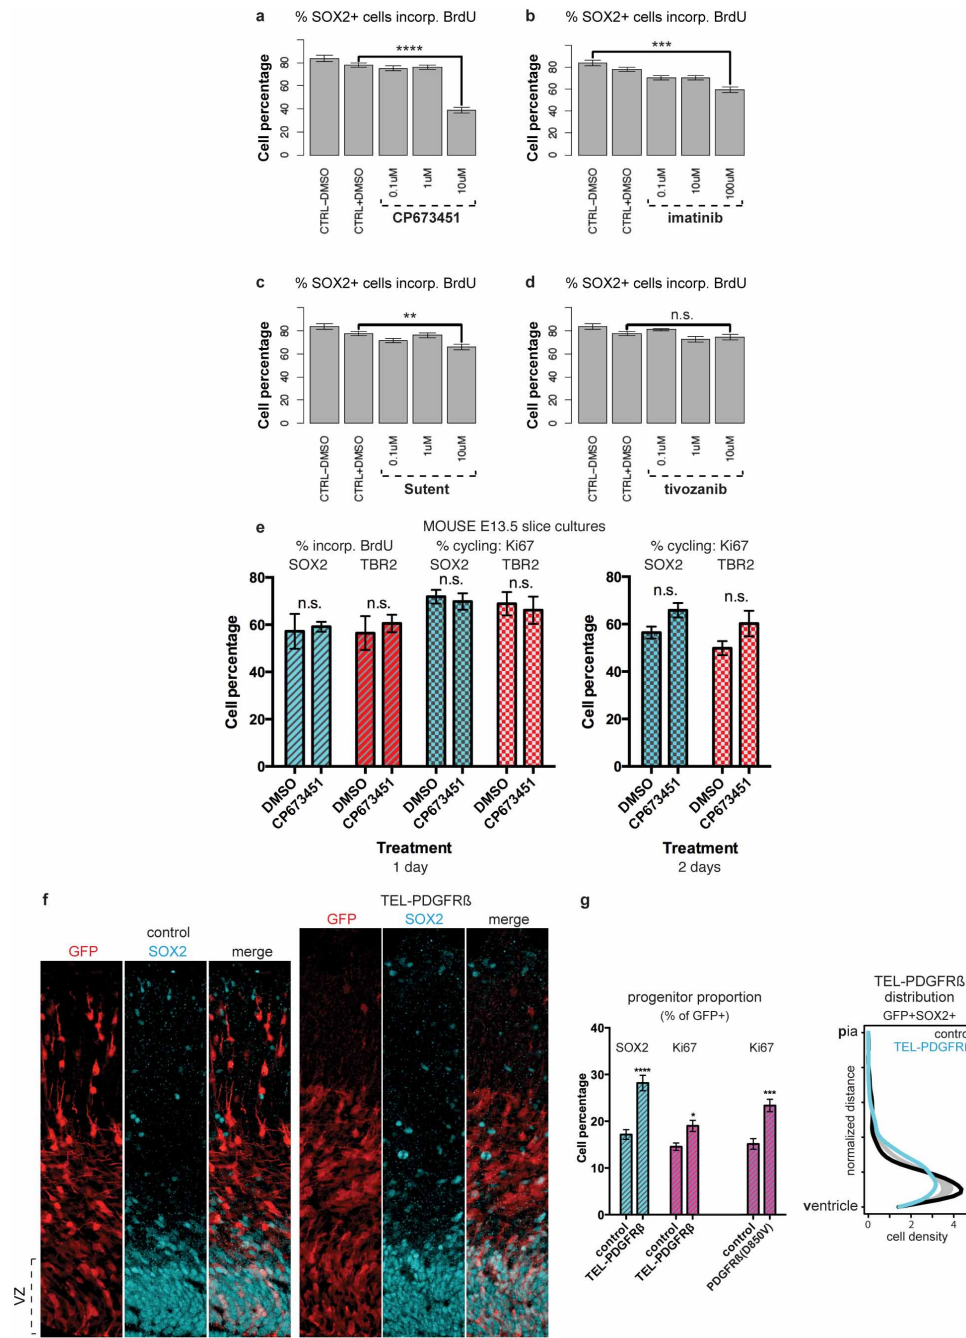 a % SOX2+ cells incorp. BrdU
Cell percentage
0 20 40 60 80
****
CTRL−DMSO
CTRL+DMSO
0.1uM
1uM
10uM
CP673451
b % SOX2+ cells incorp. BrdU
Cell percentage
0 20 40 60 80
***
CTRL−DMSO
CTRL+DMSO
0.1uM
10uM
100uM
imatinib
c % SOX2+ cells incorp. BrdU
Cell percentage
0 20 40 60 80
**
CTRL−DMSO
CTRL+DMSO
0.1uM
1uM
10uM
Sutent
d % SOX2+ cells incorp. BrdU
Cell percentage
0 20 40 60 80
n.s.
CTRL−DMSO
CTRL+DMSO
0.1uM
1uM
10uM
tivozanib
e MOUSE E13.5 slice cultures
% incorp. BrdU
SOX2 TBR2
% cycling: Ki67
SOX2 TBR2
n.s. n.s. n.s. n.s.
Cell percentage
80
60
40
20
0
DMSO
CP673451
DMSO
CP673451
DMSO
CP673451
DMSO
CP673451
Treatment
1 day
% cycling: Ki67
SOX2 TBR2
n.s. n.s.
Cell percentage
80
60
40
20
0
DMSO
CP673451
DMSO
CP673451
Treatment
2 days
f
control
GFP SOX2 merge
TEL-PDGFRß
GFP SOX2 merge
VZ
g
progenitor proportion
(% of GFP+)
Cell percentage
40
30
20
10
0
SOX2 Ki67 Ki67
**** * ***
control
TEL-PDGFRß
control
TEL-PDGFRß
control
PDGFRß(D850V)
TEL-PDGFRß
distribution
GFP+SOX2+
pia
contro
TEL-PDGFRß
normalized distance
ventricle
0 2 4
cell density